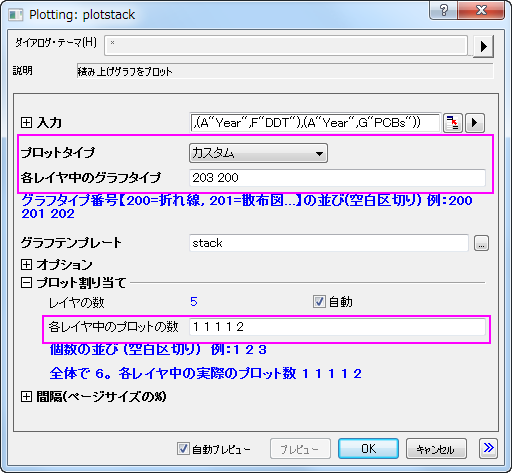 Plotting: plotstack
ダイアログ・テーマ(H) *
説明 積み上げグラフをプロット
入力 ,(A"Year",F"DDT"),(A"Year",G"PCBs"))
プロットタイプ カスタム
各レイヤ中のグラフタイプ 203 200
グラフタイプ番号【200=折れ線, 201=散布図...】の並び(空白区切り) 例：200
201 202
グラフテンプレート stack ...
オプション
プロット割り当て
レイヤの数 5 自動
各レイヤ中のプロットの数 1 1 1 1 2
個数の並び (空白区切り) 例：1 2 3
全体で 6。各レイヤ中の実際のプロット数 1 1 1 1 2
間隔(ページサイズの%)
自動プレビュー プレビュー OK キャンセル